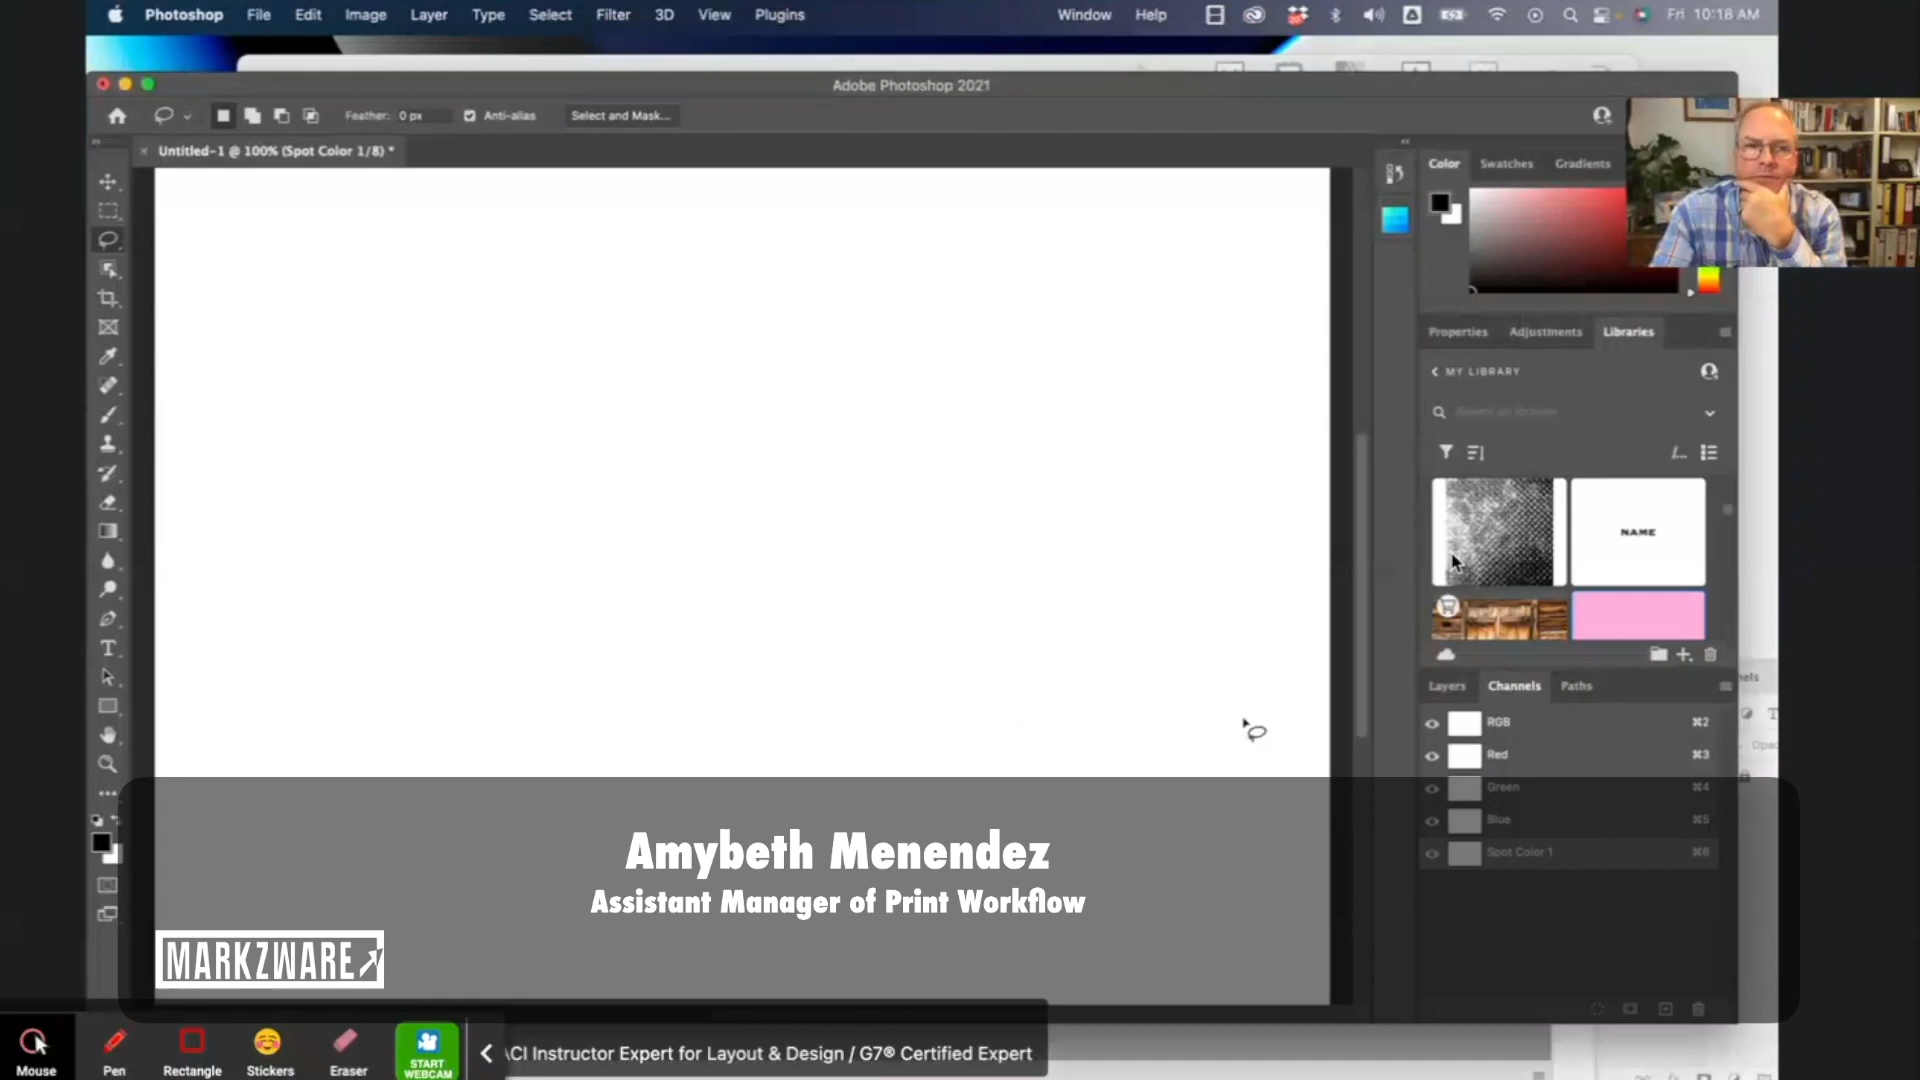 Photoshop File Edit Image Layer Type Select Filter 3D View Plugins Window Help Fri 10:18 AM
Adobe Photoshop 2021
Feather: 0 px Anti-alias Select and Mask...
Untitled-1 @ 100% (Spot Color 1/8) *
Color Swatches Gradients
Properties Adjustments Libraries
MY LIBRARY
NAME
Layers Channels Paths
RGB ⌘2
Red ⌘3
Green ⌘4
Blue ⌘5
Spot Color 1 ⌘6
Amybeth Menendez
Assistant Manager of Print Workflow
MARKZWARE
ACI Instructor Expert for Layout & Design / G7® Certified Expert
Mouse Pen Rectangle Stickers Eraser START WEBCAM